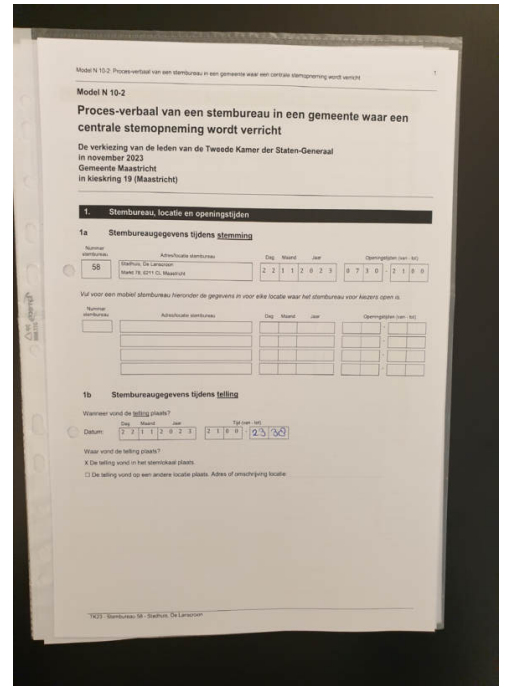 Model N 10-2: Proces-verbaal van een stembureau in een gemeente waar een centrale stemopneming wordt verricht 1
Model N 10-2
Proces-verbaal van een stembureau in een gemeente waar een
centrale stemopneming wordt verricht
De verkiezing van de leden van de Tweede Kamer der Staten-Generaal
in november 2023
Gemeente Maastricht
in kieskring 19 (Maastricht)
1. Stembureau, locatie en openingstijden
1a Stembureaugegevens tijdens stemming
Nummer
stembureau Adres/locatie stembureau Dag Maand Jaar Openingstijden (van - tot)
58 Stadhuis, De Lanscroon 2 2 1 1 2 0 2 3 0 7 3 0 - 2 1 0 0
Markt 78, 6211 CL Maastricht
Vul voor een mobiel stembureau hieronder de gegevens in voor elke locatie waar het stembureau voor kiezers open is.
Nummer
stembureau Adres/locatie stembureau Dag Maand Jaar Openingstijden (van - tot)
1b Stembureaugegevens tijdens telling
Wanneer vond de telling plaats?
Dag Maand Jaar Tijd (van - tot)
Datum: 2 2 1 1 2 0 2 3 2 1 0 0 - 23 30
Waar vond de telling plaats?
X De telling vond in het stemlokaal plaats.
□ De telling vond op een andere locatie plaats. Adres of omschrijving locatie:
TK23 - Stembureau 58 - Stadhuis, De Lanscroon